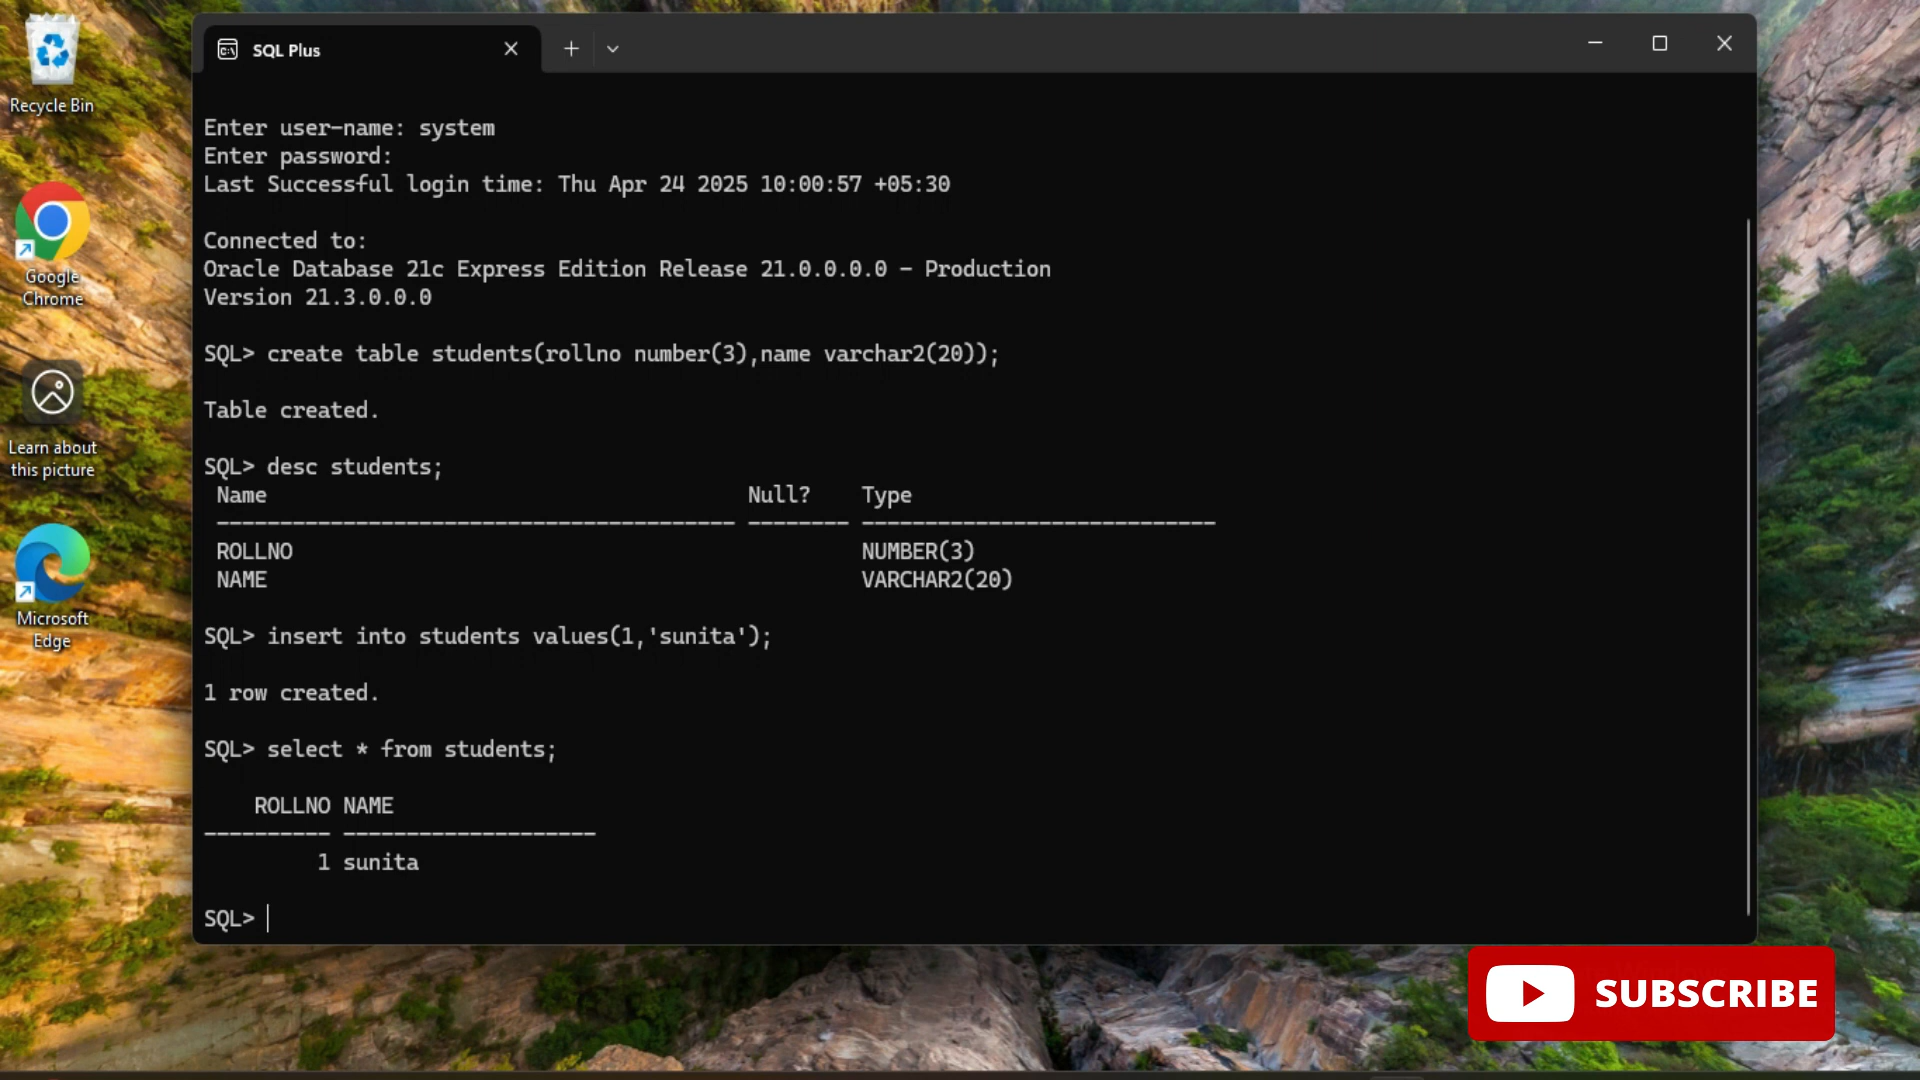 Recycle Bin
Google
Chrome
Learn about
this picture
Microsoft
Edge
SQL Plus
Enter user-name: system
Enter password:
Last Successful login time: Thu Apr 24 2025 10:00:57 +05:30
Connected to:
Oracle Database 21c Express Edition Release 21.0.0.0.0 - Production
Version 21.3.0.0.0
SQL> create table students(rollno number(3),name varchar2(20));
Table created.
SQL> desc students;
Name Null? Type
----------------------------------------- -------- ----------------------------
ROLLNO NUMBER(3)
NAME VARCHAR2(20)
SQL> insert into students values(1,'sunita');
1 row created.
SQL> select * from students;
ROLLNO NAME
---------- --------------------
1 sunita
SQL>
SUBSCRIBE